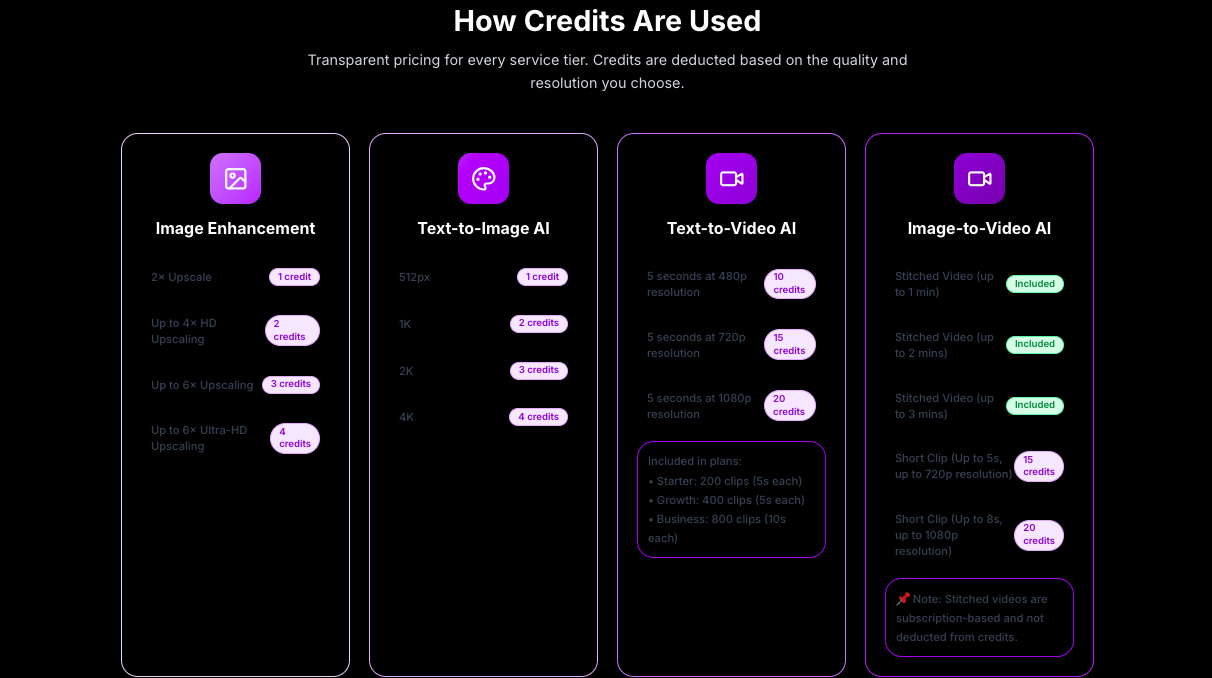 How Credits Are Used
Transparent pricing for every service tier. Credits are deducted based on the quality and
resolution you choose.
Image Enhancement
2× Upscale
1 credit
Up to 4× HD
Upscaling
2
credits
Up to 6× Upscaling
3 credits
Up to 6× Ultra-HD
Upscaling
4
credits
Text-to-Image AI
512px
1 credit
1K
2 credits
2K
3 credits
4K
4 credits
Text-to-Video AI
5 seconds at 480p
resolution
10
credits
5 seconds at 720p
resolution
15
credits
5 seconds at 1080p
resolution
20
credits
Included in plans:
• Starter: 200 clips (5s each)
• Growth: 400 clips (5s each)
• Business: 800 clips (10s
each)
Image-to-Video AI
Stitched Video (up
to 1 min)
Included
Stitched Video (up
to 2 mins)
Included
Stitched Video (up
to 3 mins)
Included
Short Clip (Up to 5s,
up to 720p resolution)
15
credits
Short Clip (Up to 8s,
up to 1080p
resolution)
20
credits
📌 Note: Stitched videos are
subscription-based and not
deducted from credits.